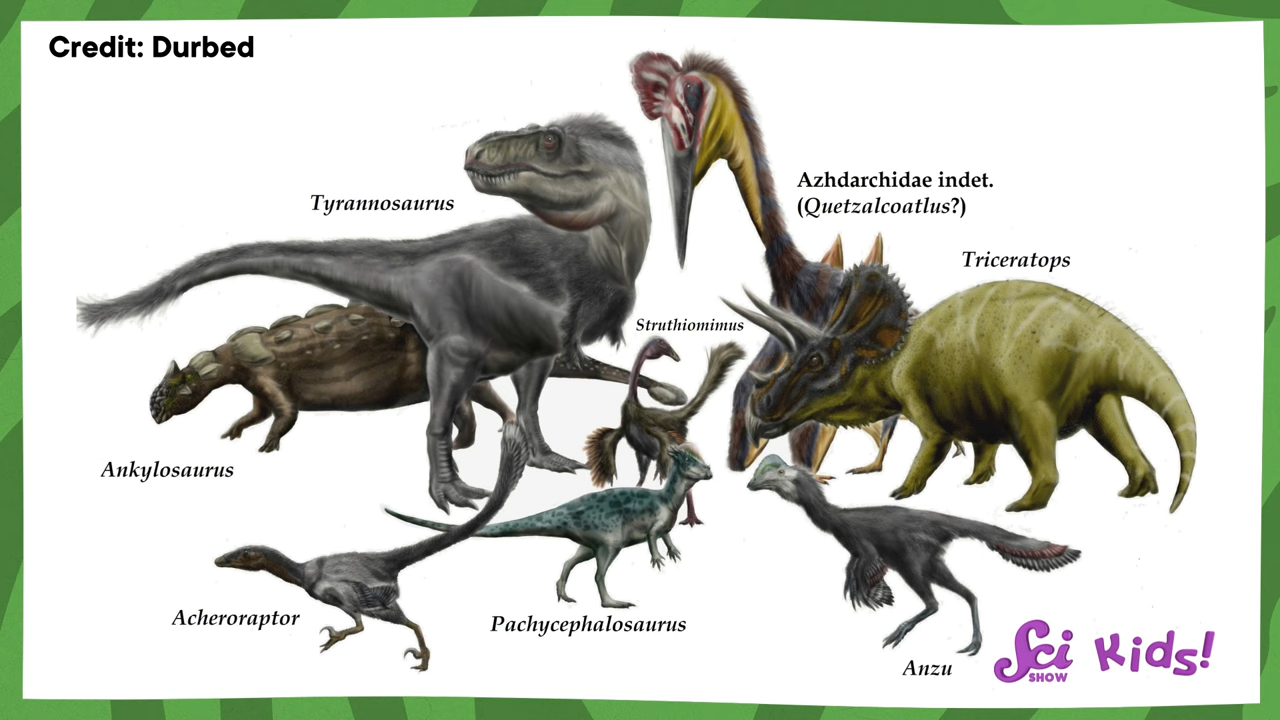 Credit: Durbed
Tyrannosaurus
Azhdarchidae indet.
(Quetzalcoatlus?)
Triceratops
Struthiomimus
Ankylosaurus
Acheroraptor
Pachycephalosaurus
Anzu
Sci SHOW Kids!